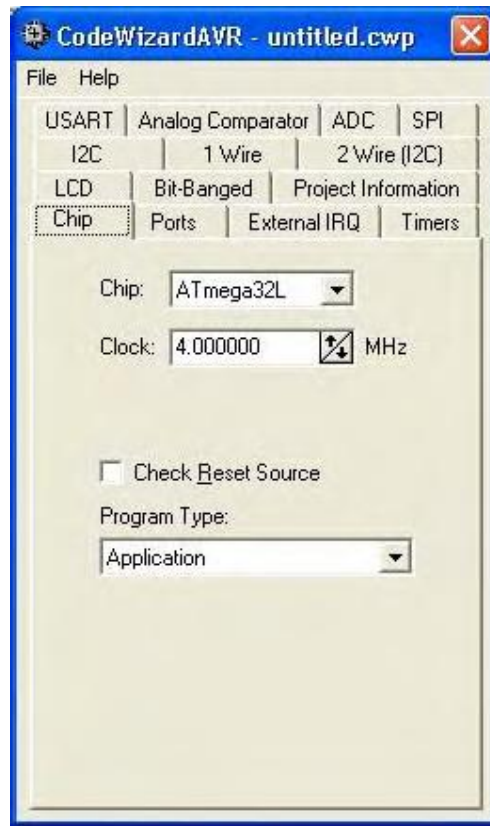 CodeWizardAVR - untitled.cwp
File Help
USART Analog Comparator ADC SPI
I2C 1 Wire 2 Wire (I2C)
LCD Bit-Banged Project Information
Chip Ports External IRQ Timers
Chip: ATmega32L
Clock: 4.000000 MHz
Check Reset Source
Program Type:
Application